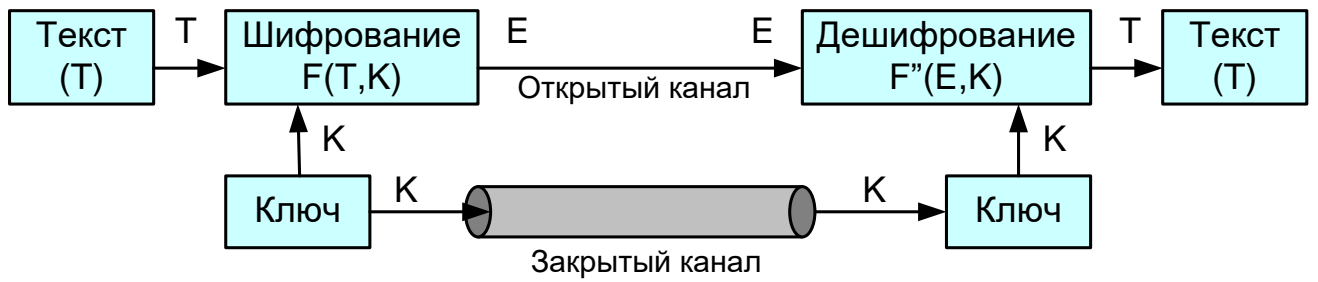 Текст
(T)
T
Шифрование
F(T,K)
E
E
Открытый канал
Дешифрование
F”(E,K)
T
Текст
(T)
K
K
Ключ
K
K
Ключ
Закрытый канал